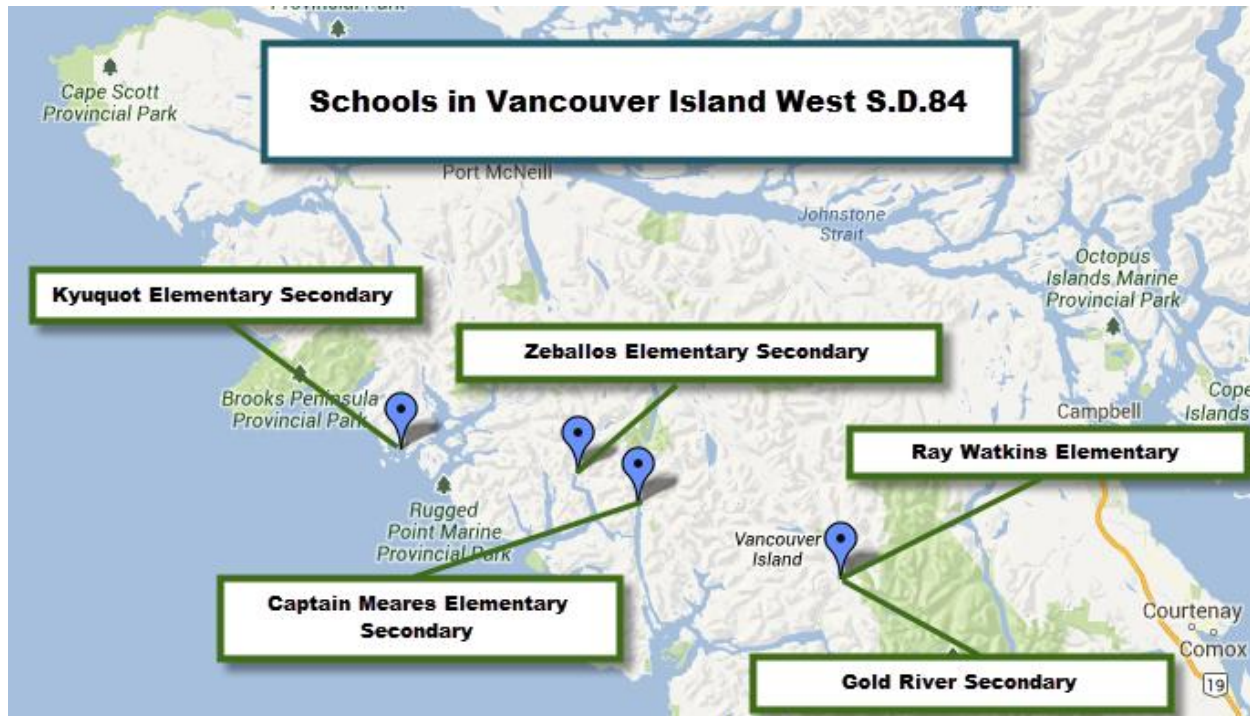 Provincial Park
Cape Scott
Provincial Park
Schools in Vancouver Island West S.D.84
Port McNeill
Johnstone
Strait
Octopus
Islands Marine
Provincial Park
Kyuquot Elementary Secondary
Zeballos Elementary Secondary
Brooks Peninsula
Provincial Park
Campbell
Islands
Ray Watkins Elementary
Rugged
Point Marine
Provincial Park
Vancouver
Island
Captain Meares Elementary
Secondary
Courtenay
Comox
Gold River Secondary
19